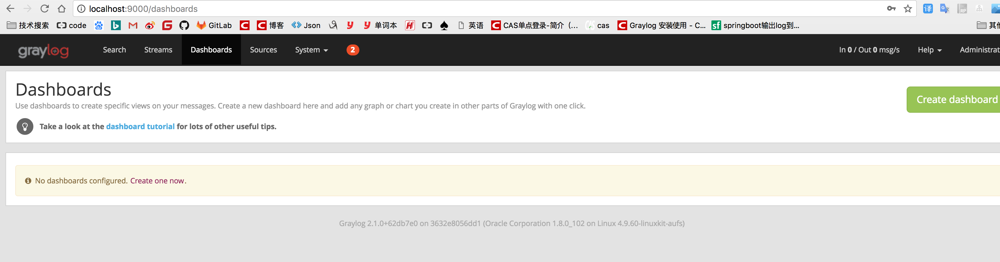 localhost:9000/dashboards
技术搜索 code GitLab 博客 Json 单词本 英语 CAS单点登录-简介（... cas Graylog 安装使用 - C... springboot输出log到... 其他
graylog Search Streams Dashboards Sources System 2 In 0 / Out 0 msg/s Help Administrat
Dashboards
Create dashboard
Use dashboards to create specific views on your messages. Create a new dashboard here and add any graph or chart you create in other parts of Graylog with one click.
Take a look at the dashboard tutorial for lots of other useful tips.
No dashboards configured. Create one now.
Graylog 2.1.0+62db7e0 on 3632e8056dd1 (Oracle Corporation 1.8.0_102 on Linux 4.9.60-linuxkit-aufs)